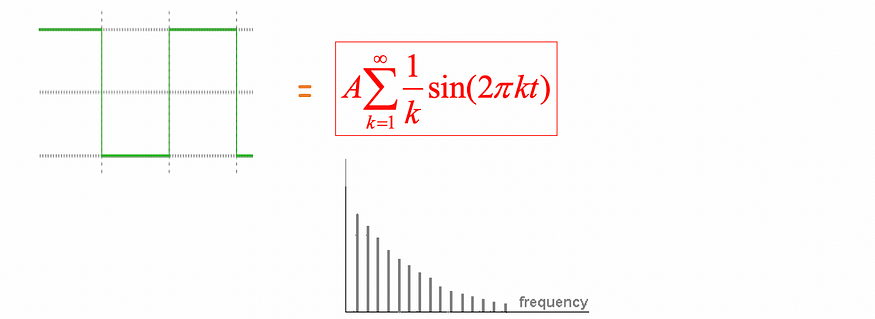 = A∑_{k=1}^{∞} 1/k sin(2πkt)
frequency